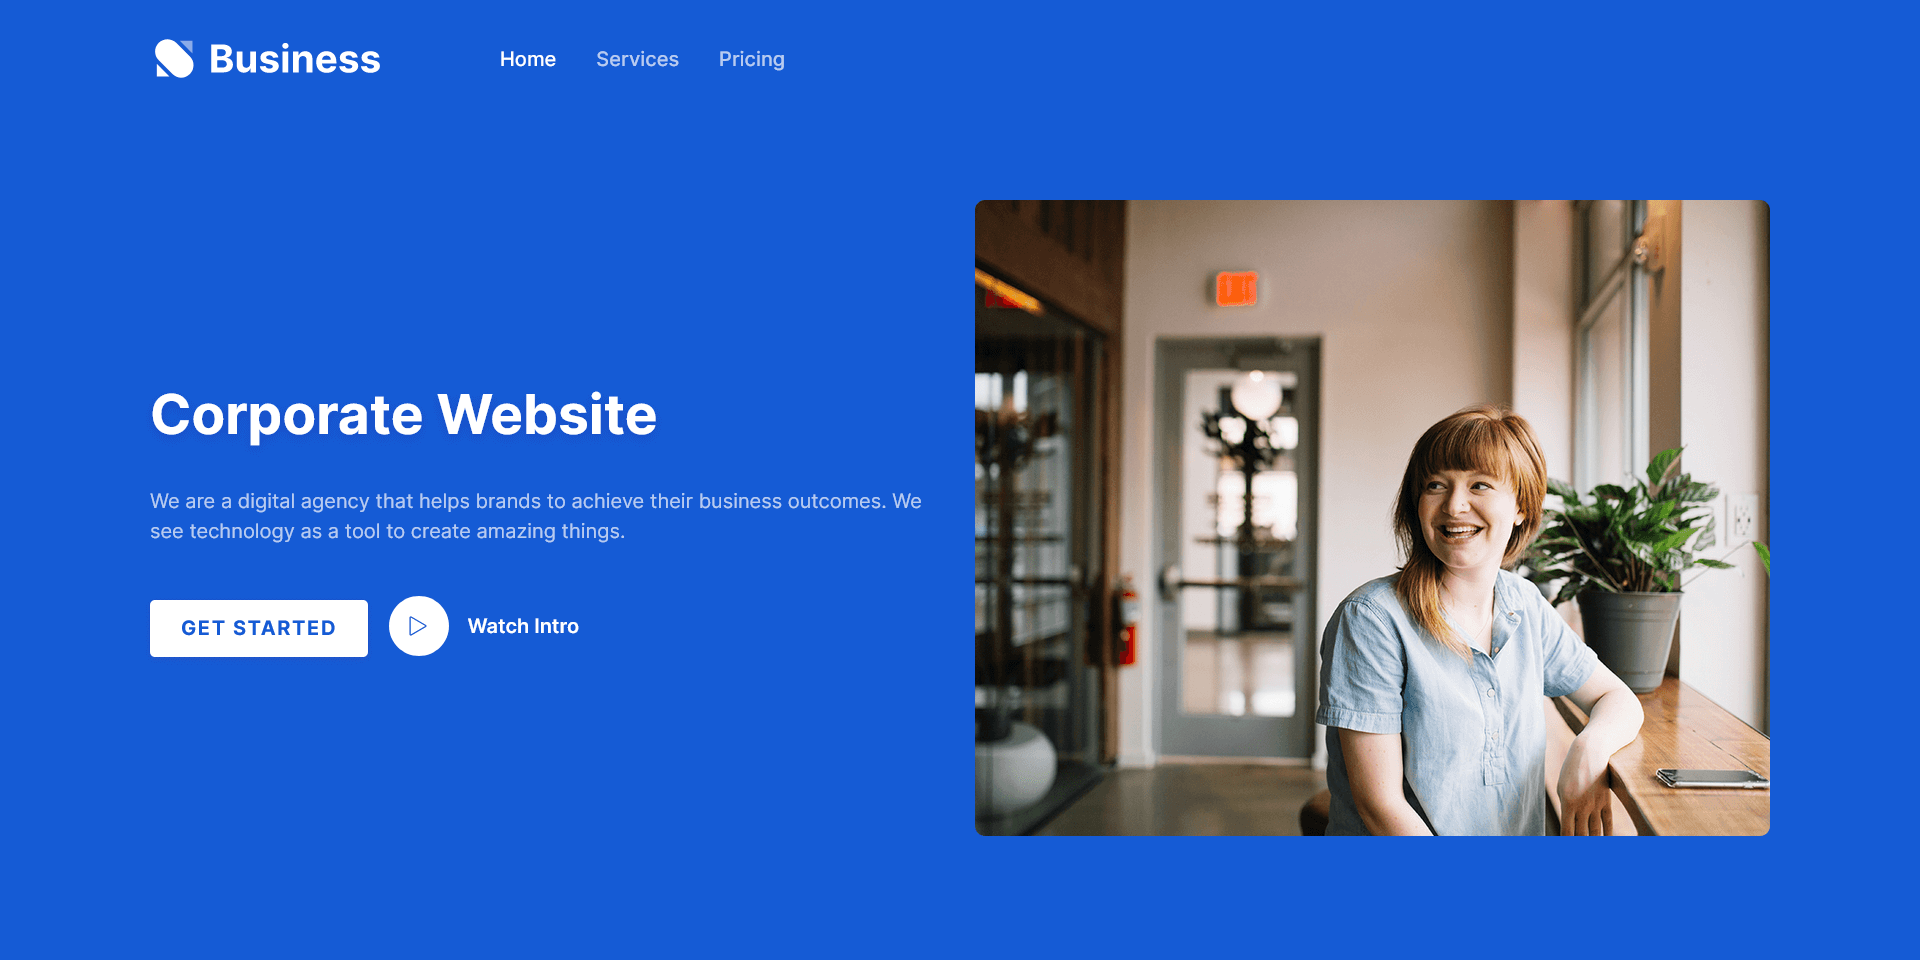 Business
Home Services Pricing
Corporate Website
We are a digital agency that helps brands to achieve their business outcomes. We
see technology as a tool to create amazing things.
GET STARTED Watch Intro